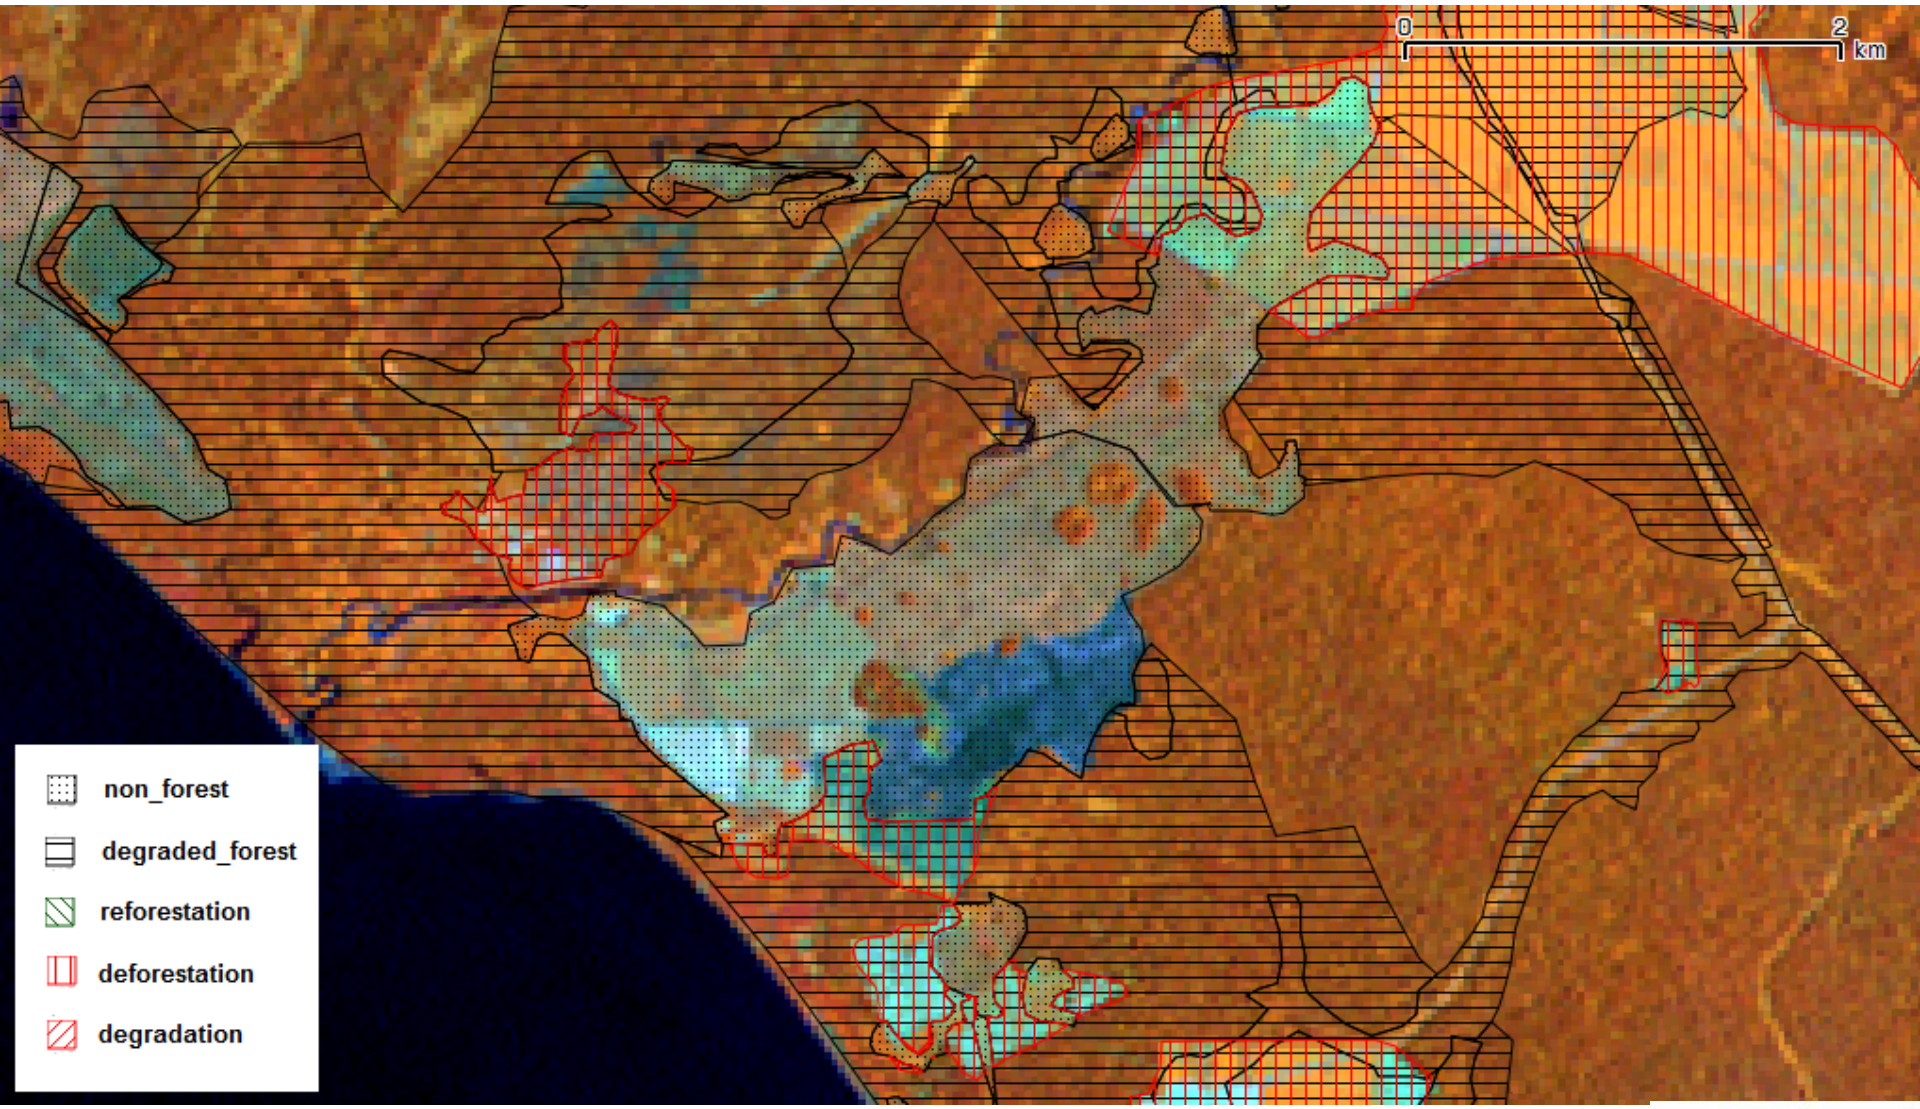 0 2
km
non_forest
degraded_forest
reforestation
deforestation
degradation